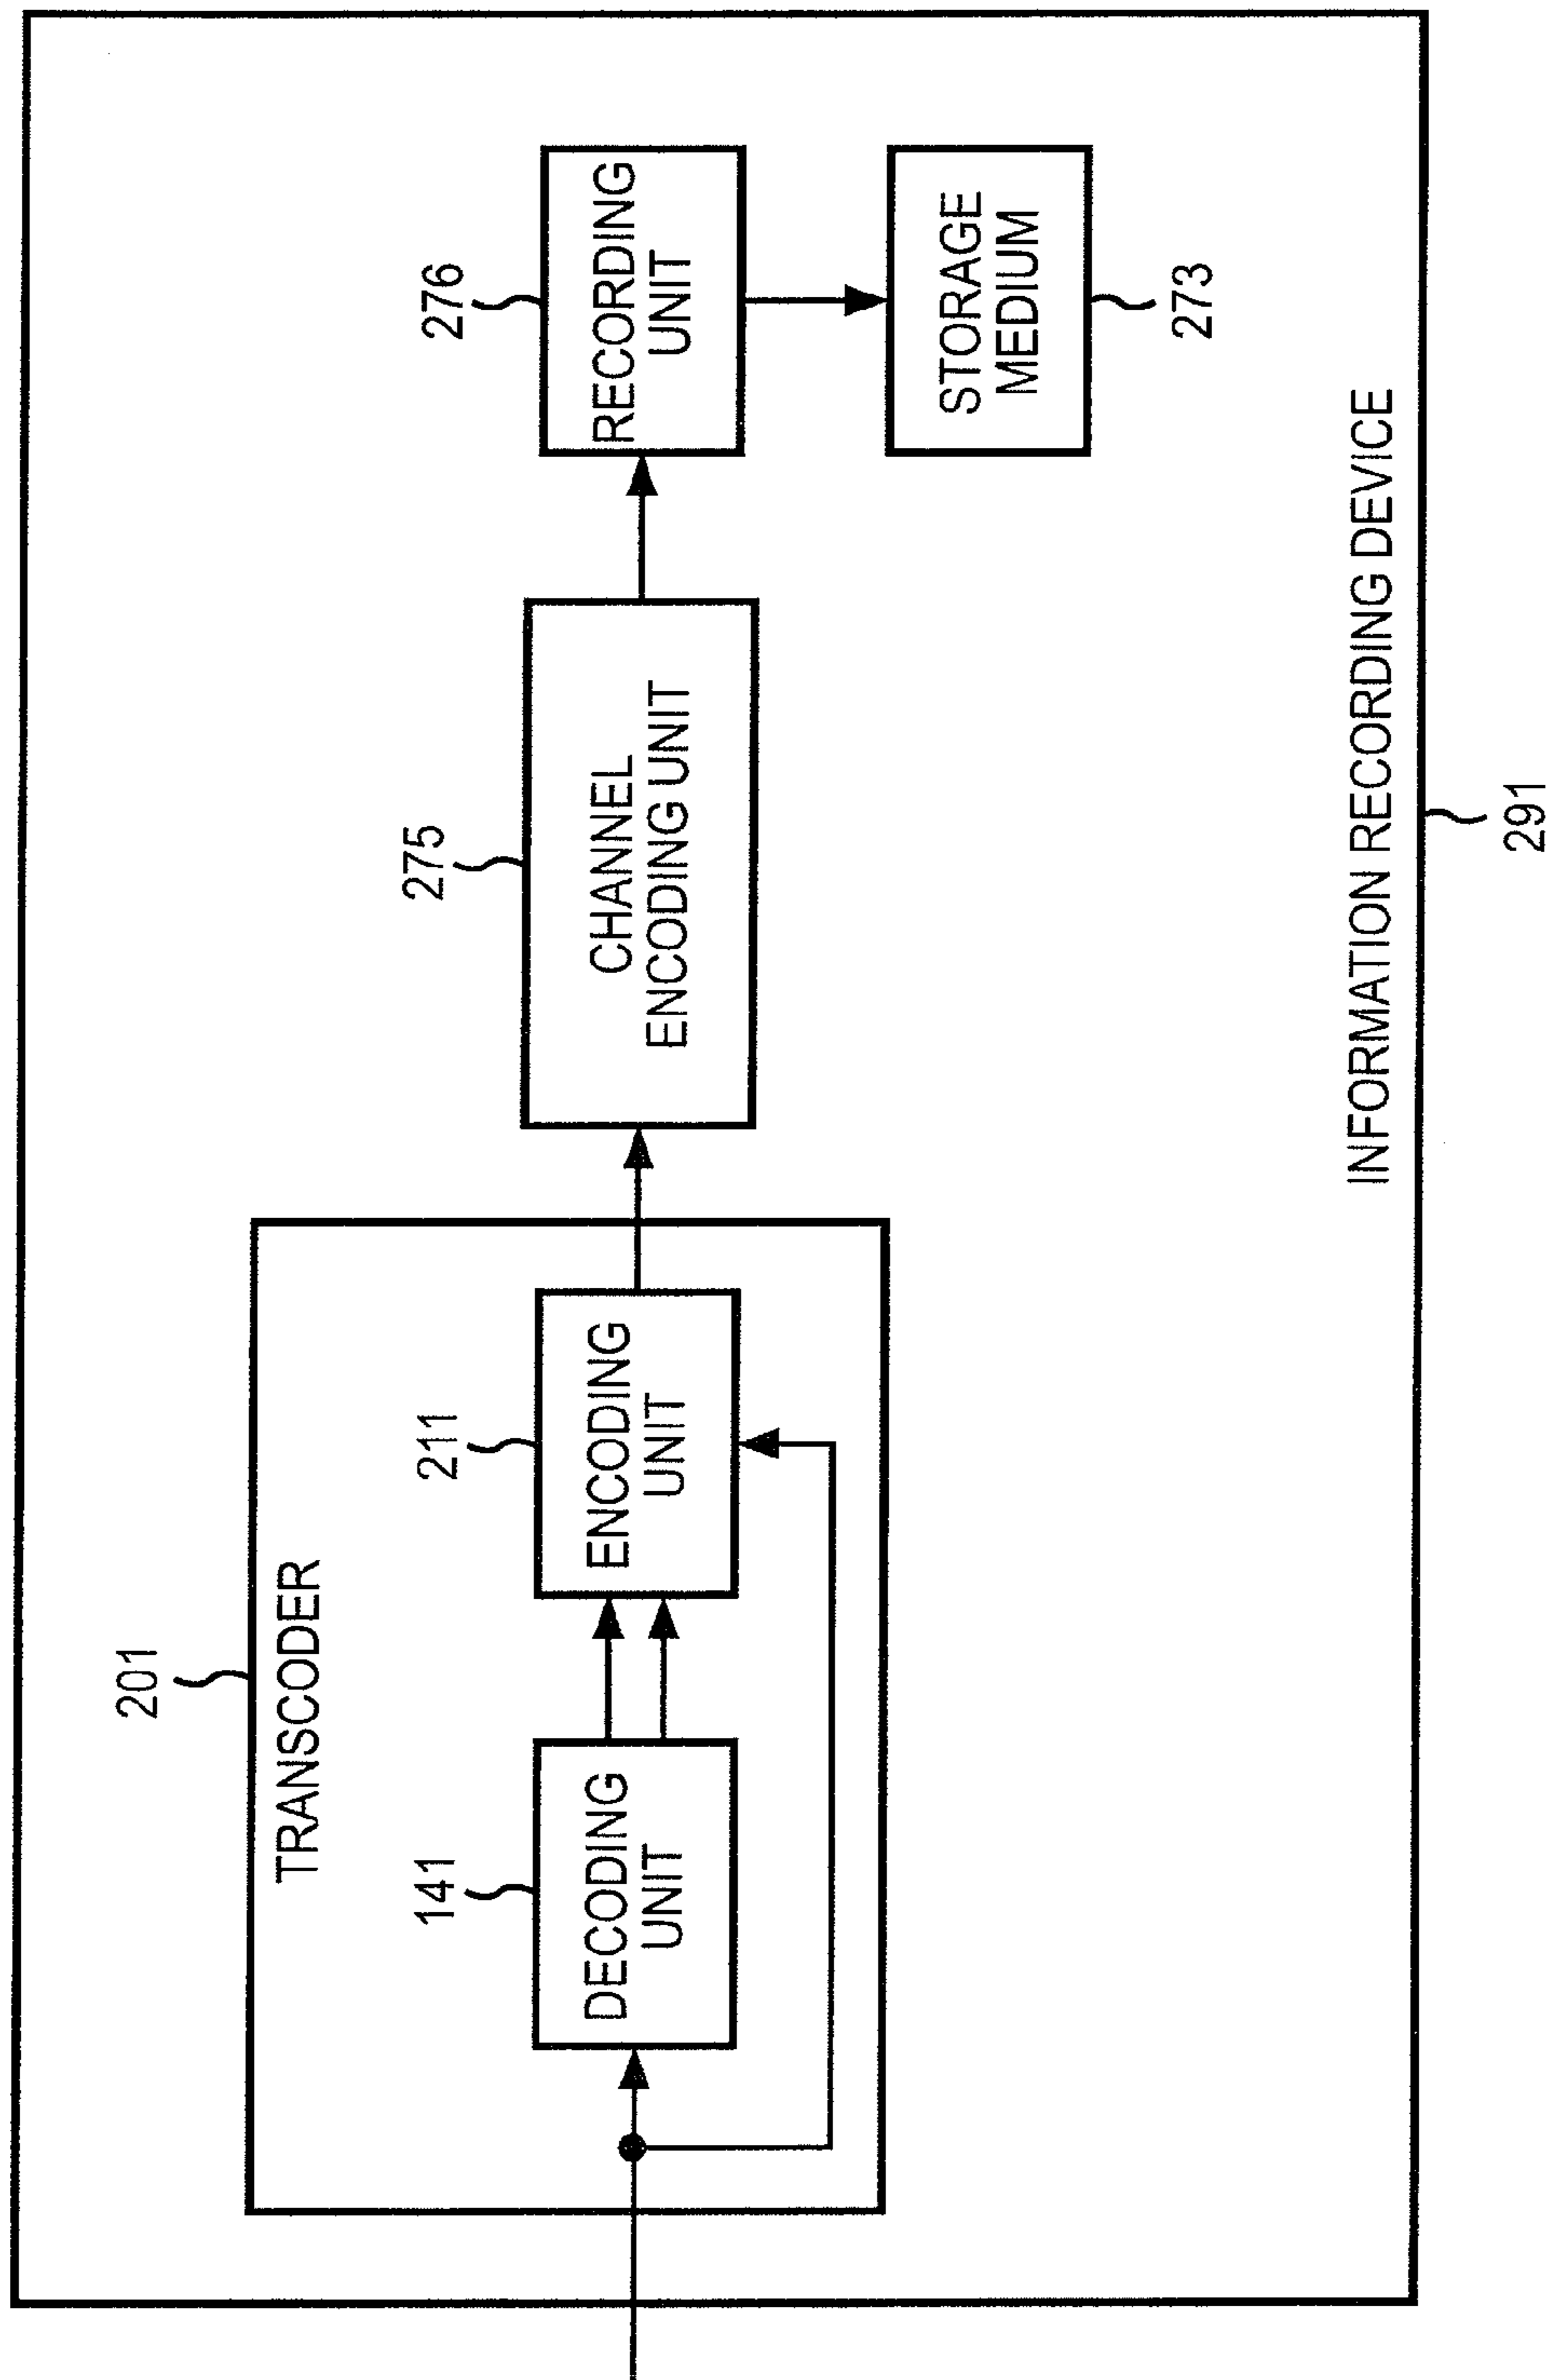 201
TRANSCODER
141
DECODING
UNIT
211
ENCODING
UNIT
275
CHANNEL
ENCODING UNIT
276
RECORDING
UNIT
STORAGE
MEDIUM
273
INFORMATION RECORDING DEVICE
291